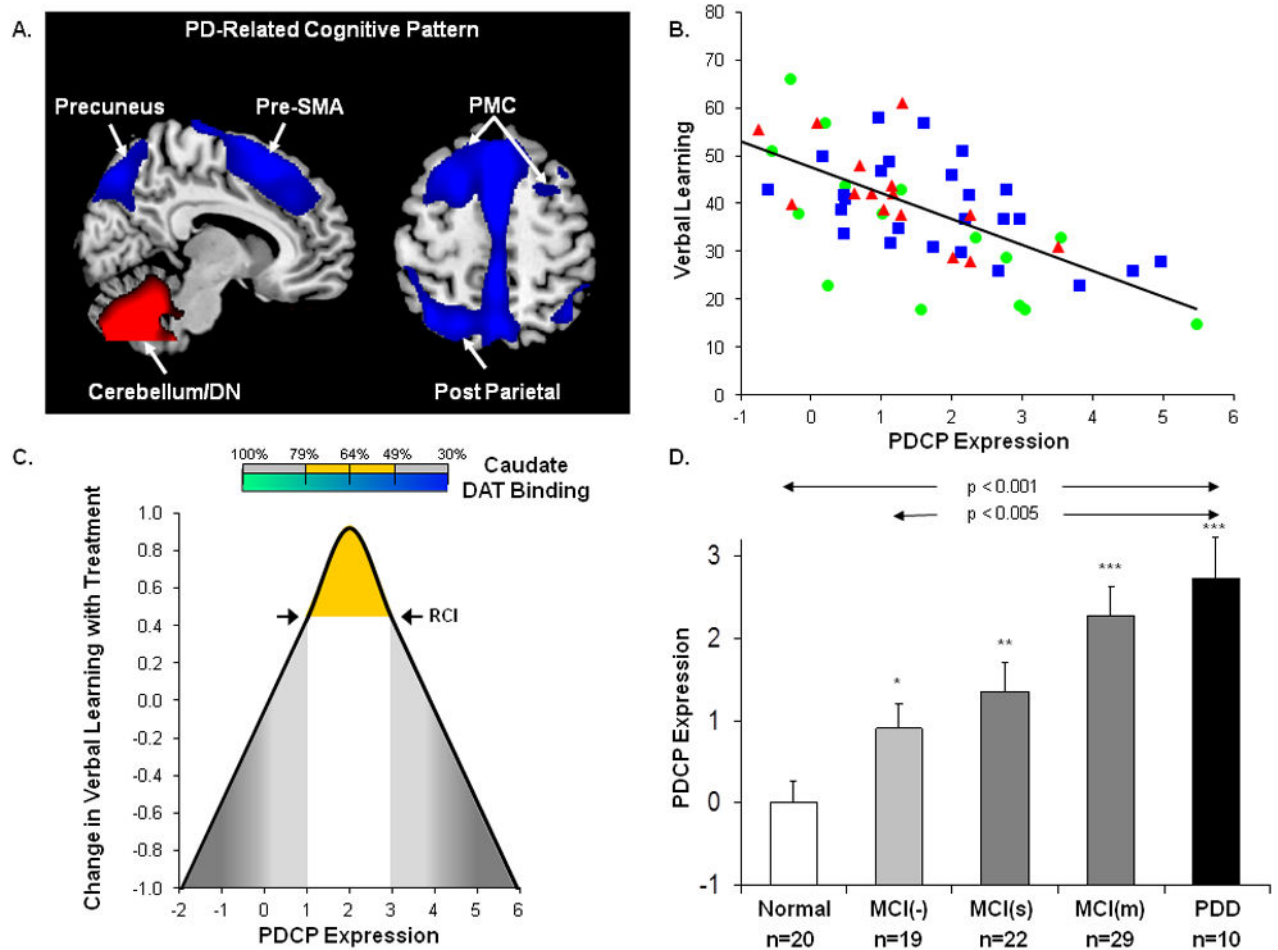 A.
PD-Related Cognitive Pattern
Precuneus
Pre-SMA
PMC
Cerebellum/DN
Post Parietal
B.
Verbal Learning
80
70
60
50
40
30
20
10
0
-1 0 1 2 3 4 5 6
PDCP Expression
C.
100% 79% 64% 49% 30%
Caudate
DAT Binding
Change in Verbal Learning with Treatment
1.0
0.8
0.6
0.4
0.2
0.0
-0.2
-0.4
-0.6
-0.8
-1.0
RCI
-2 -1 0 1 2 3 4 5 6
PDCP Expression
D.
p < 0.001
p < 0.005
PDCP Expression
3
2
1
0
-1
*
**
***
***
Normal MCI(-) MCI(s) MCI(m) PDD
n=20 n=19 n=22 n=29 n=10